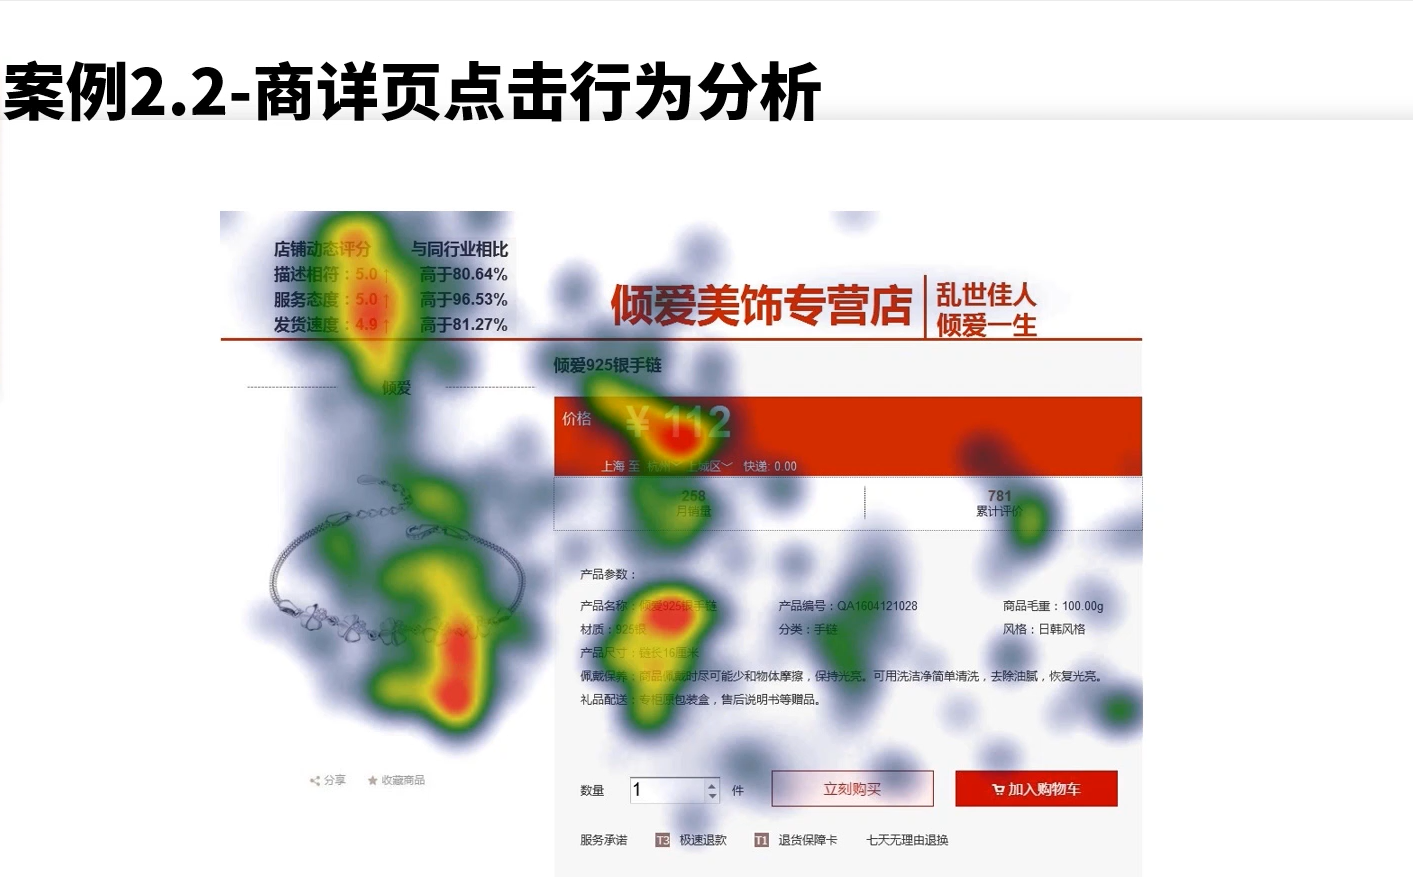 案例2.2-商详页点击行为分析
店铺动态评分 与同行业相比
描述相符：5.0 ↑ 高于80.64%
服务态度：5.0 ↑ 高于96.53%
发货速度：4.9 ↑ 高于81.27%
倾爱美饰专营店
乱世佳人
倾爱一生
倾爱
分享 收藏商品
倾爱925银手链
价格 ￥112
上海 至 杭州 上城区 快递: 0.00
258 781
月销量 累计评价
产品参数：
产品名称：倾爱925银手链 产品编号：QA1604121028 商品毛重：100.00g
材质：925银 分类：手链 风格：日韩风格
产品尺寸：链长16厘米
佩戴保养：商品佩戴时尽可能少和物体摩擦，保持光亮。可用洗洁净简单清洗，去除油腻，恢复光亮。
礼品配送：专柜原包装盒，售后说明书等赠品。
数量 1 件 立刻购买 加入购物车
服务承诺 T3 极速退款 T1 退货保障卡 七天无理由退换